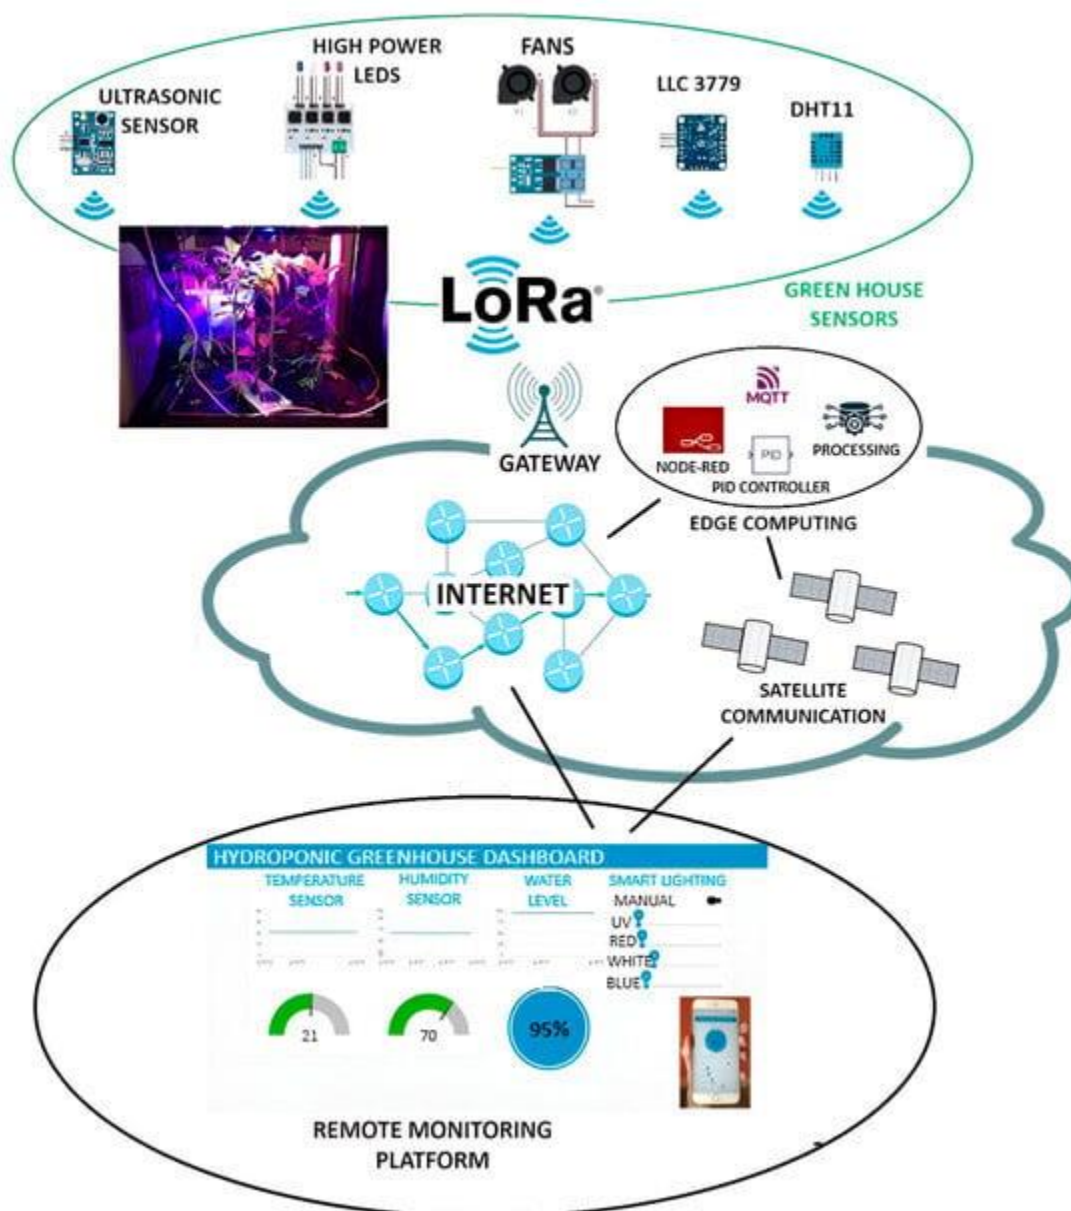 HIGH POWER
LEDS
FANS
ULTRASONIC
SENSOR
LLC 3779
DHT11
LoRa®
GREEN HOUSE
SENSORS
GATEWAY
MQTT
NODE-RED
PID
PROCESSING
PID CONTROLLER
EDGE COMPUTING
INTERNET
SATELLITE
COMMUNICATION
HYDROPONIC GREENHOUSE DASHBOARD
TEMPERATURE
SENSOR
HUMIDITY
SENSOR
WATER
LEVEL
SMART LIGHTING
MANUAL
UV
RED
WHITE
BLUE
21
70
95%
REMOTE MONITORING
PLATFORM